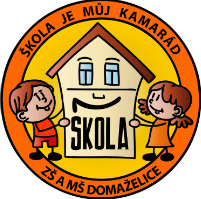 ŠKOLA JE MŮJ KAMARÁD
ŠKOLA
ZŠ A MŠ DOMAŽELICE